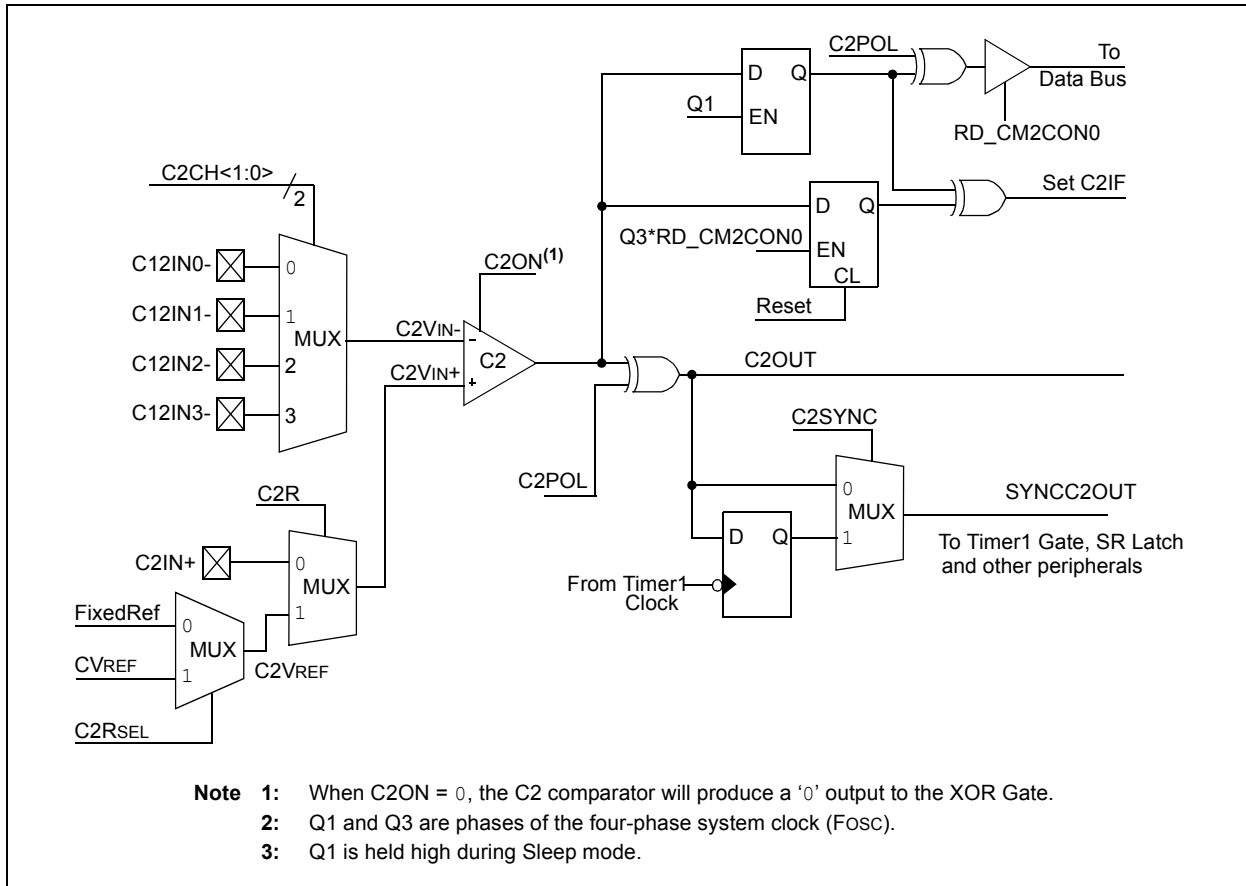 C2POL
To
Data Bus
D Q
Q1
EN
RD_CM2CON0
C2CH<1:0>
2
Set C2IF
D Q
Q3*RD_CM2CON0
EN
CL
Reset
C12IN0-
0
C2ON(1)
C12IN1-
1
MUX
C2VIN-
-
C2
C12IN2-
2
C2VIN+
+
C2OUT
C12IN3-
3
C2SYNC
C2POL
C2R
0
MUX
1
SYNCC2OUT
D Q
To Timer1 Gate, SR Latch
and other peripherals
From Timer1
Clock
C2IN+
0
MUX
1
FixedRef
0
MUX
CVREF
1
C2VREF
C2RSEL
Note 1: When C2ON = 0, the C2 comparator will produce a ‘0’ output to the XOR Gate.
2: Q1 and Q3 are phases of the four-phase system clock (FOSC).
3: Q1 is held high during Sleep mode.